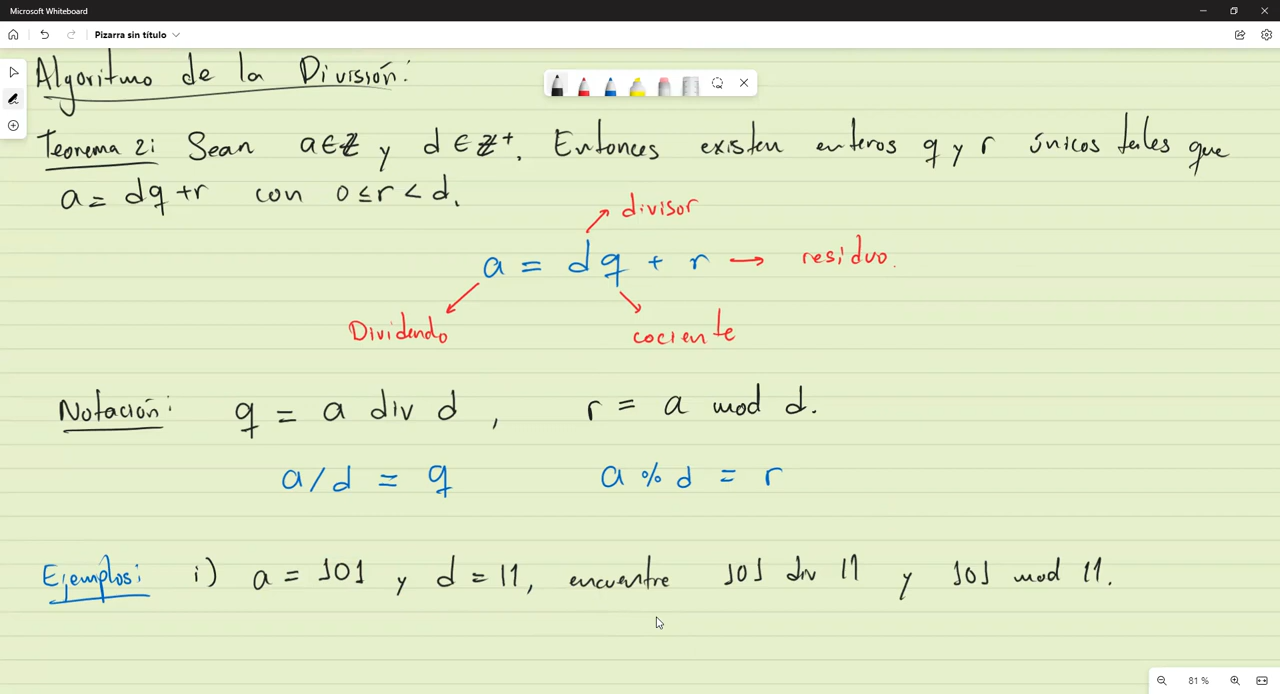 Microsoft Whiteboard
Pizarra sin título
Algoritmo de la División:
Teorema 2: Sean a∈ℤ y d∈ℤ⁺. Entonces existen enteros q y r únicos tales que
a = dq + r con 0 ≤ r < d.
divisor
a = dq + r → residuo.
Dividendo
cociente
Notación: q = a div d, r = a mod d.
a/d = q a % d = r
Ejemplos: i) a = 101 y d = 11, encuentre 101 div 11 y 101 mod 11.
81 %